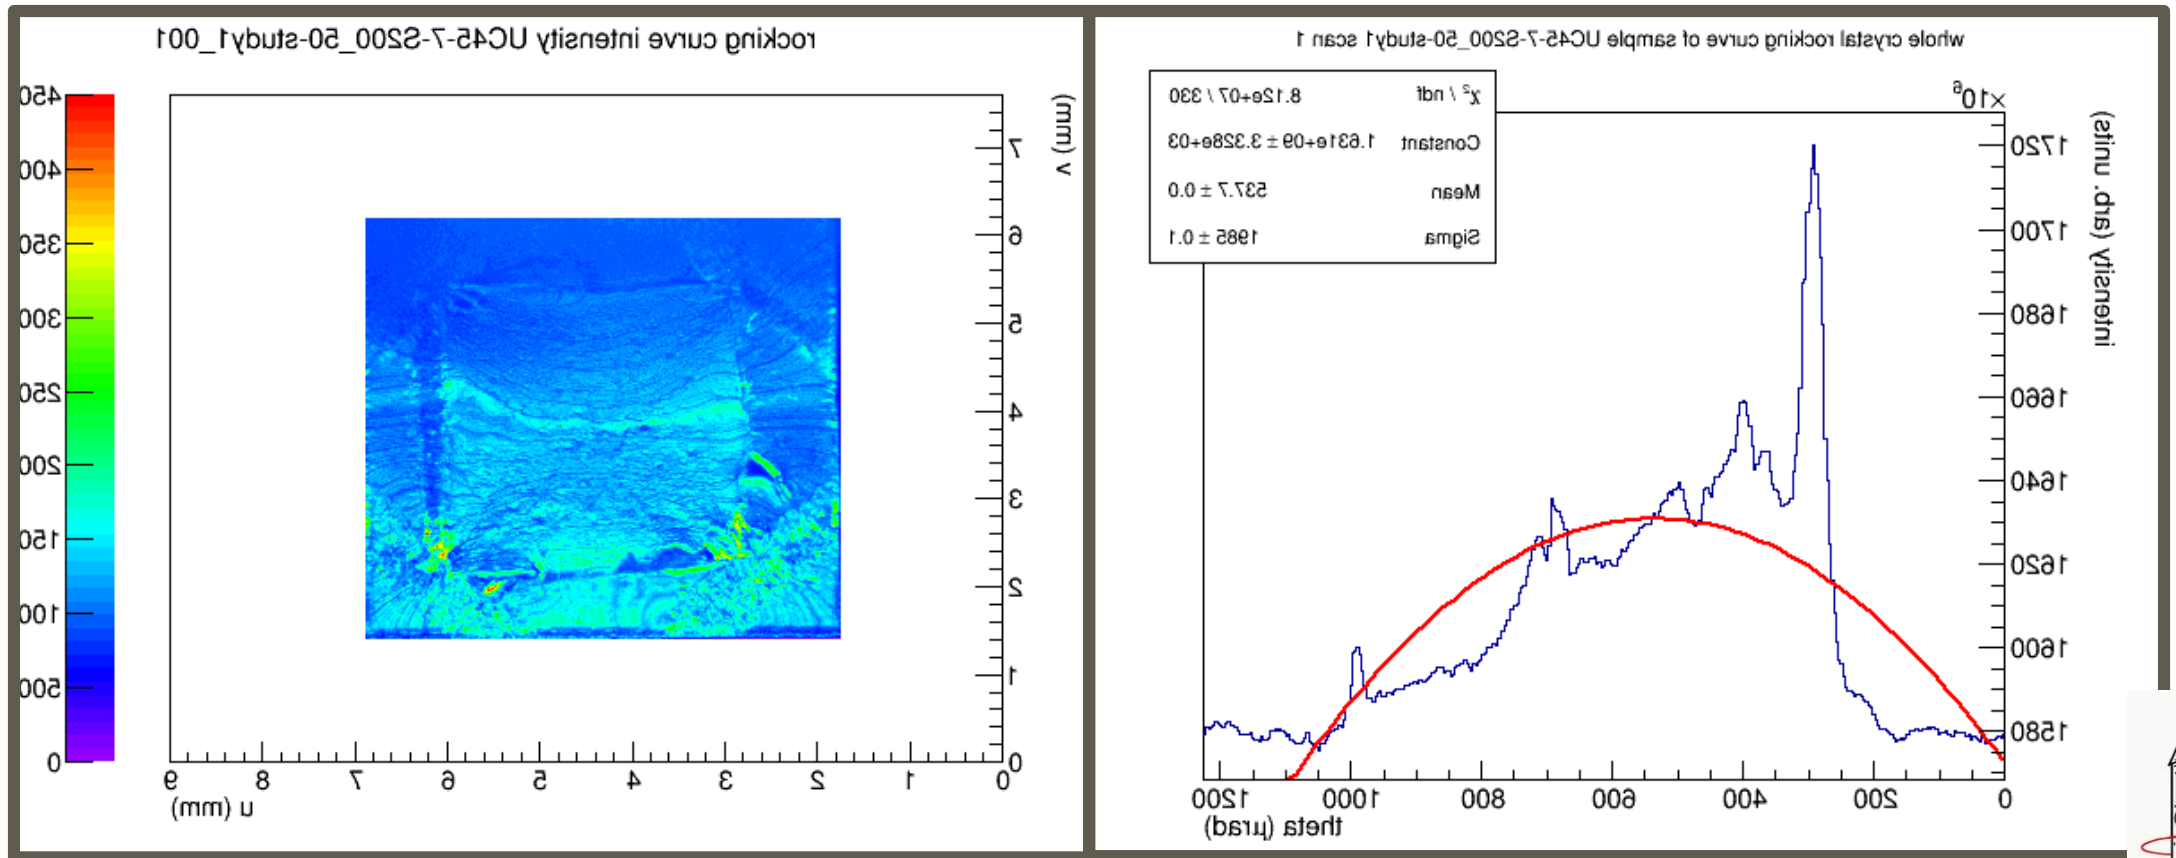 rocking curve intensity UC45-7-S200_50-study1_001
v (mm)
7
6
5
4
3
2
1
0
0 1 2 3 4 5 6 7 8 9
u (mm)
450
400
350
300
250
200
150
100
500
0
whole crystal rocking curve of sample UC45-7-S200_50-study1 scan 1
χ² / ndf 8.12e+07 / 330
Constant 1.631e+09 ± 3.328e+03
Mean 537.7 ± 0.0
Sigma 1985 ± 0.1
×10⁶
intensity (arb. units)
1720
1700
1680
1660
1640
1620
1600
1580
0 200 400 600 800 1000 1200
theta (μrad)